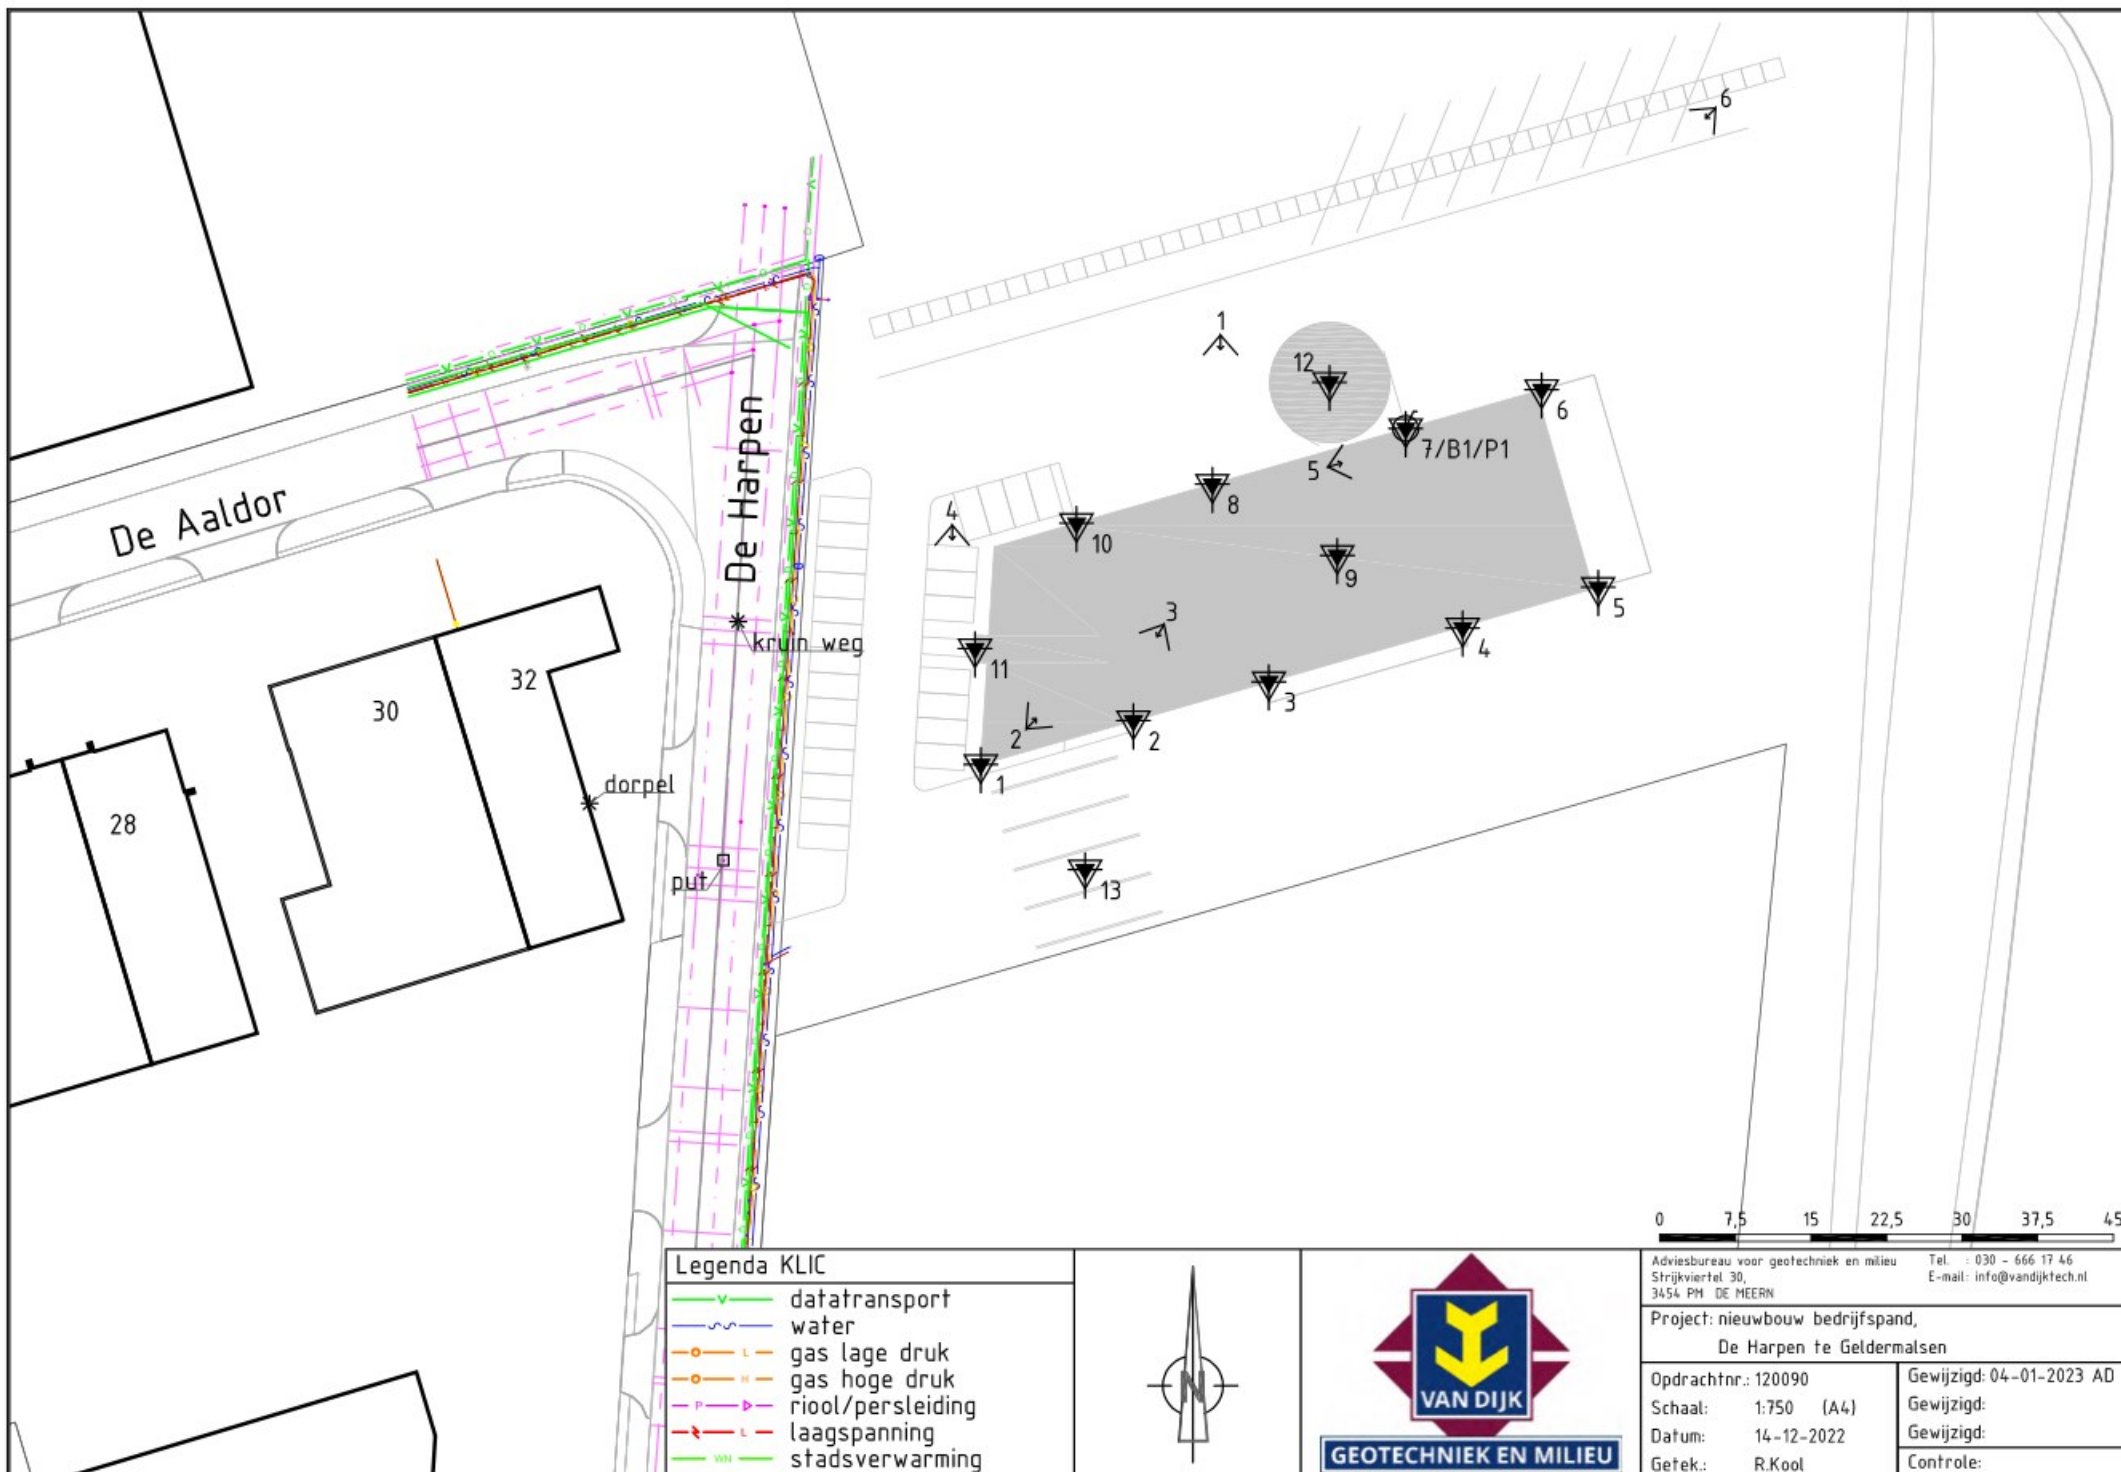 6
1
12
6
7/B1/P1
5
De Harpen
8
4
De Aaldor
10
9
5
3
kruin weg
4
11
32
3
30
2
2
dorpel
1
28
put
13
0 7,5 15 22,5 30 37,5 45
Legenda KLIC
datatransport
water
gas lage druk
gas hoge druk
riool/persleiding
laagspanning
stadsverwarming
N
VAN DIJK
GEOTECHNIEK EN MILIEU
Adviesbureau voor geotechniek en milieu
Strijkviertel 30,
3454 PM DE MEERN
Tel. : 030 - 666 17 46
E-mail: info@vandijktech.nl
Project: nieuwbouw bedrijfspand,
De Harpen te Geldermalsen
Opdrachtnr.: 120090
Schaal: 1:750 (A4)
Datum: 14-12-2022
Getek.: R.Kool
Gewijzigd: 04-01-2023 AD
Gewijzigd:
Gewijzigd:
Controle: